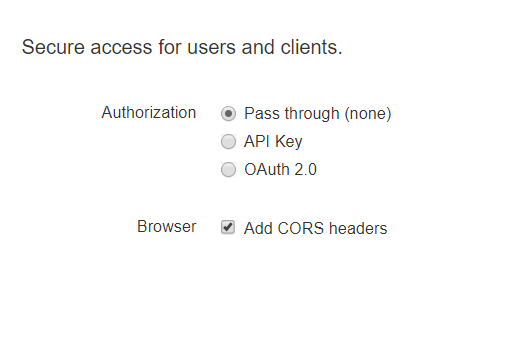 Secure access for users and clients.
Authorization Pass through (none)
API Key
OAuth 2.0
Browser Add CORS headers